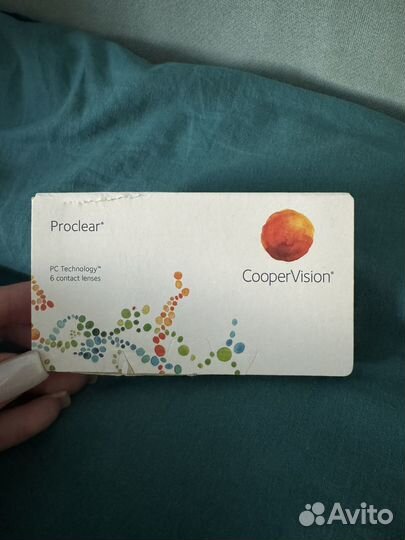 Proclear®
PC Technology™
6 contact lenses
CooperVision®
Avito